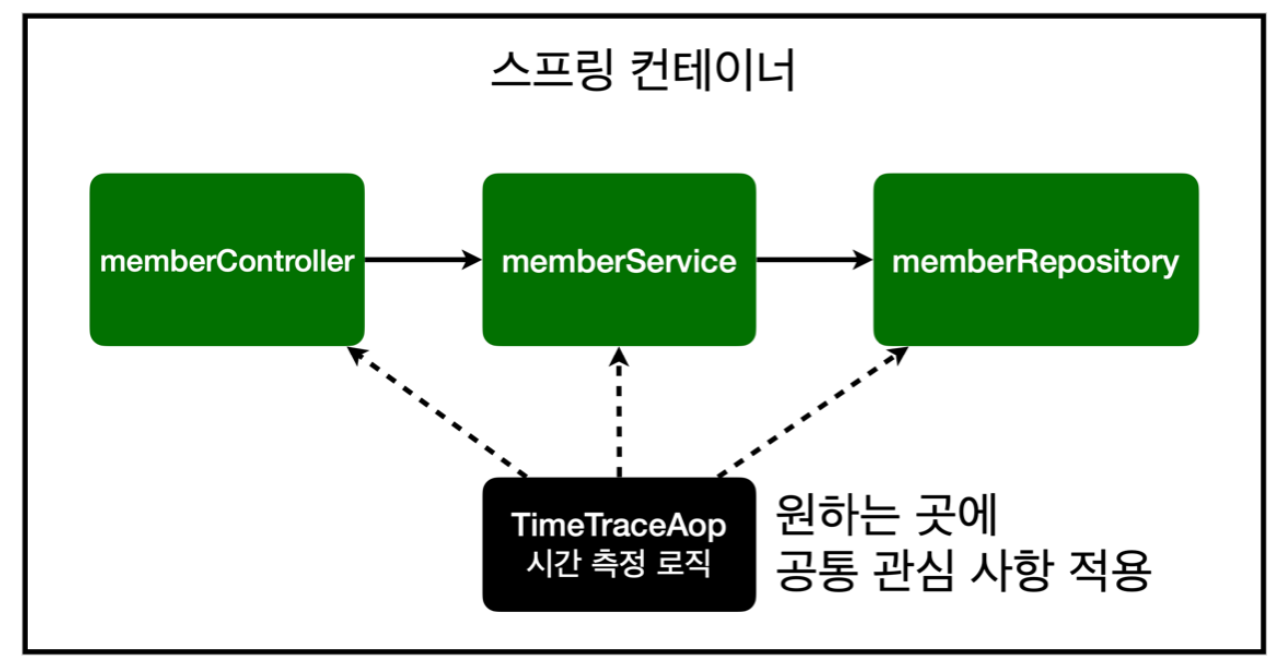 스프링 컨테이너
memberController
memberService
memberRepository
TimeTraceAop
시간 측정 로직
원하는 곳에
공통 관심 사항 적용